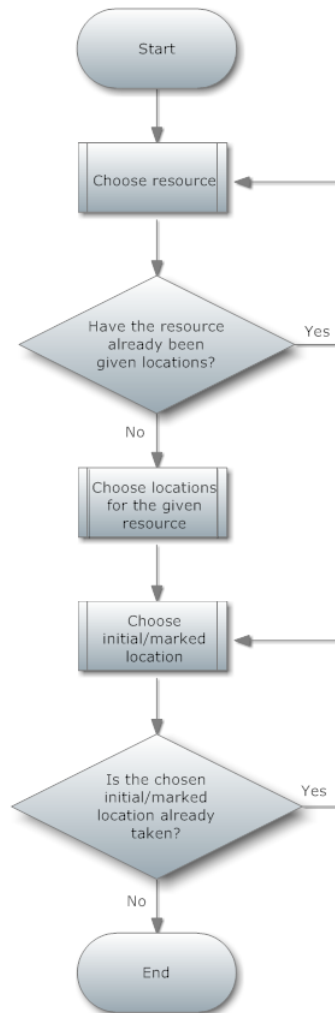 Start
Choose resource
Have the resource
already been
given locations?
Yes
No
Choose locations
for the given
resource
Choose
initial/marked
location
Is the chosen
initial/marked
location already
taken?
Yes
No
End